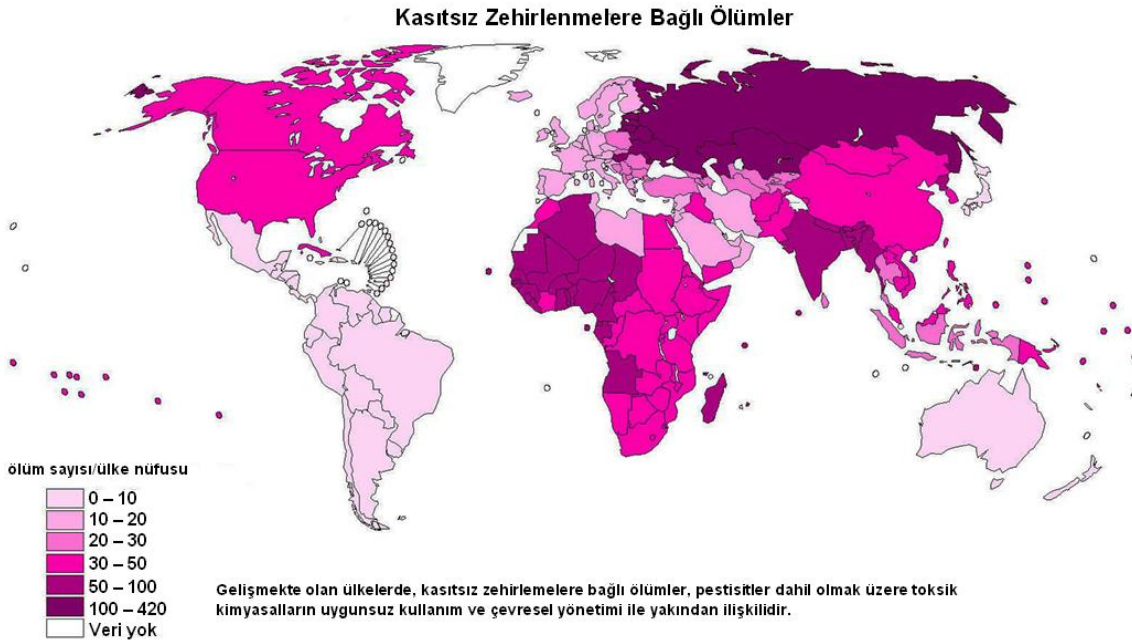 Kasıtsız Zehirlenmelere Bağlı Ölümler
ölüm sayısı/ülke nüfusu
0 – 10
10 – 20
20 – 30
30 – 50
50 – 100
100 – 420
Veri yok
Gelişmekte olan ülkelerde, kasıtsız zehirlemelere bağlı ölümler, pestisitler dahil olmak üzere toksik
kimyasalların uygunsuz kullanım ve çevresel yönetimi ile yakından ilişkilidir.